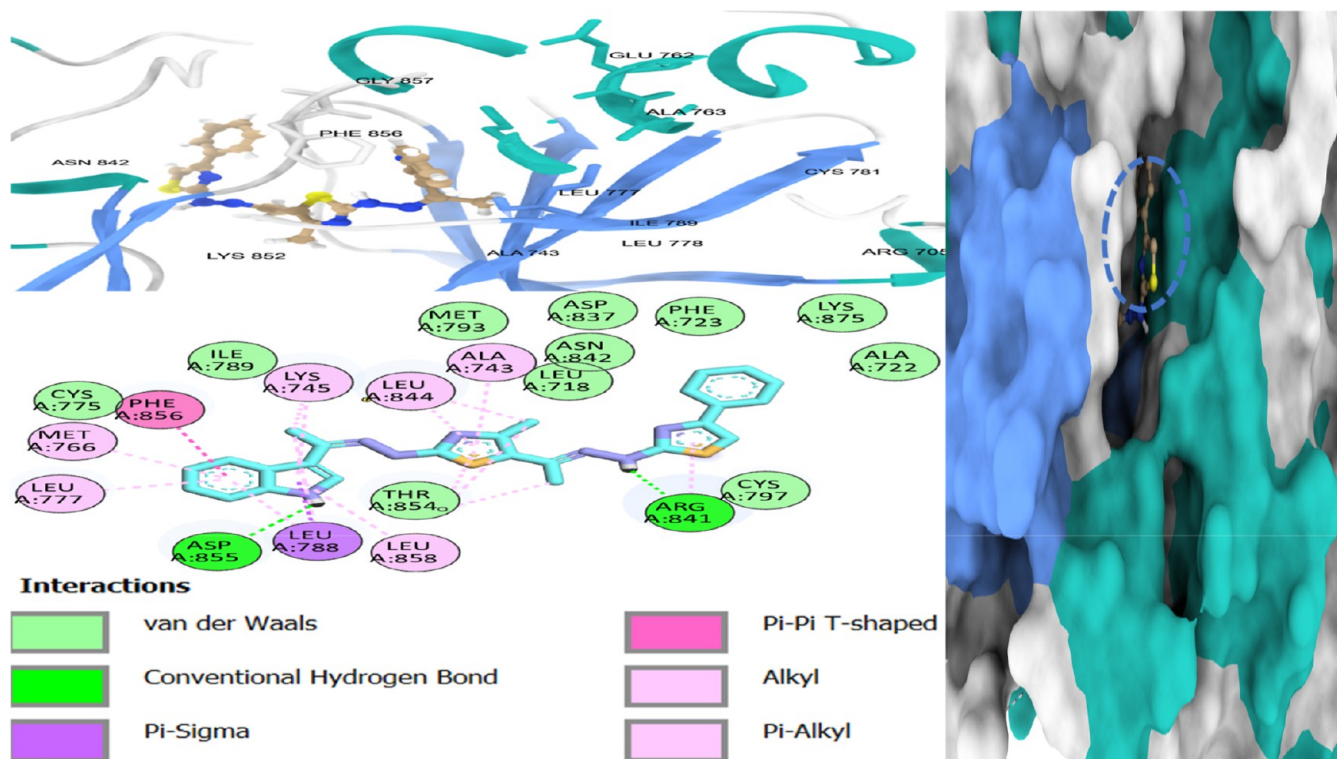 GLU 762
GLY 857
ALA 763
PHE 856
ASN 842
CYS 781
LEU 777
ILE 789
LEU 778
LYS 852
ALA 743
ARG 705
MET
A:793
ASP
A:837
PHE
A:723
LYS
A:875
ILE
A:789
LYS
A:745
LEU
A:844
ALA
A:743
ASN
A:842
LEU
A:718
ALA
A:722
CYS
A:775
PHE
A:856
MET
A:766
LEU
A:777
THR
A:854
CYS
A:797
ARG
A:841
ASP
A:855
LEU
A:788
LEU
A:858
Interactions
van der Waals
Conventional Hydrogen Bond
Pi-Sigma
Pi-Pi T-shaped
Alkyl
Pi-Alkyl